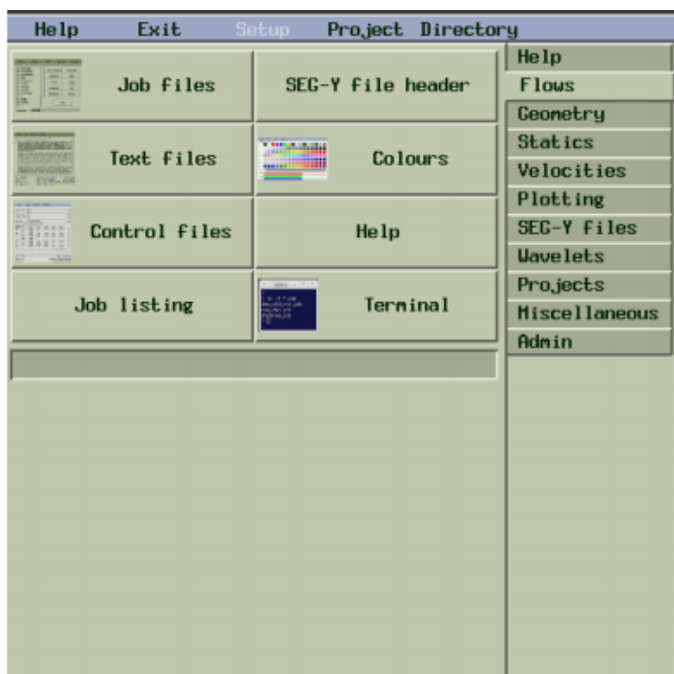 Help Exit Setup Project Directory
Job files SEG-Y file header
Text files Colours
Control files Help
Job listing Terminal
Help
Flows
Geometry
Statics
Velocities
Plotting
SEG-Y files
Wavelets
Projects
Miscellaneous
Admin